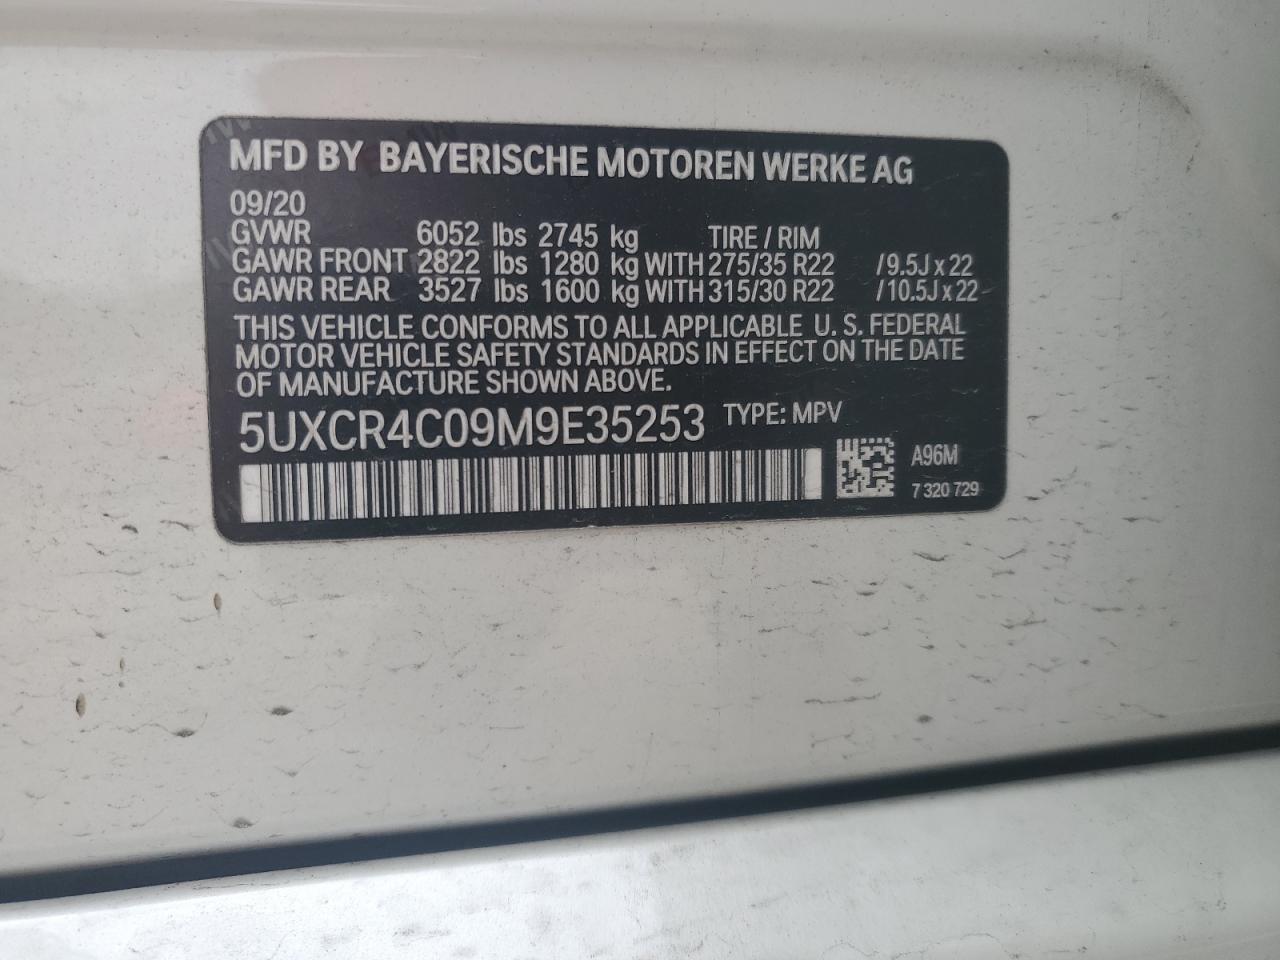 MFD BY BAYERISCHE MOTOREN WERKE AG
09/20
GVWR 6052 lbs 2745 kg TIRE / RIM
GAWR FRONT 2822 lbs 1280 kg WITH 275/35 R22 /9.5J x 22
GAWR REAR 3527 lbs 1600 kg WITH 315/30 R22 /10.5J x 22
THIS VEHICLE CONFORMS TO ALL APPLICABLE U. S. FEDERAL
MOTOR VEHICLE SAFETY STANDARDS IN EFFECT ON THE DATE
OF MANUFACTURE SHOWN ABOVE.
5UXCR4C09M9E35253 TYPE: MPV
A96M
7 320 729